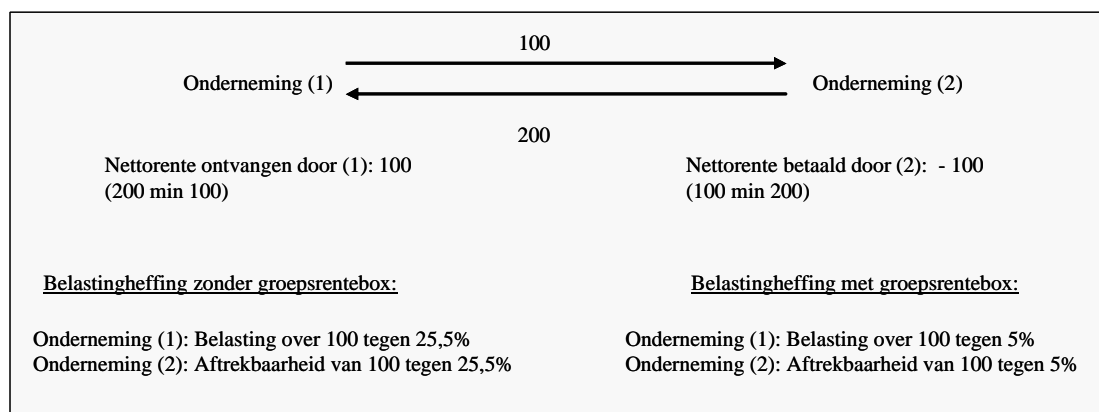 100
Onderneming (1)
Onderneming (2)
200
Nettorente ontvangen door (1): 100
(200 min 100)
Nettorente betaald door (2):  - 100
(100 min 200)
Belastingheffing zonder groepsrentebox:
Onderneming (1): Belasting over 100 tegen 25,5%
Onderneming (2): Aftrekbaarheid van 100 tegen 25,5%
Belastingheffing met groepsrentebox:
Onderneming (1): Belasting over 100 tegen 5%
Onderneming (2): Aftrekbaarheid van 100 tegen 5%